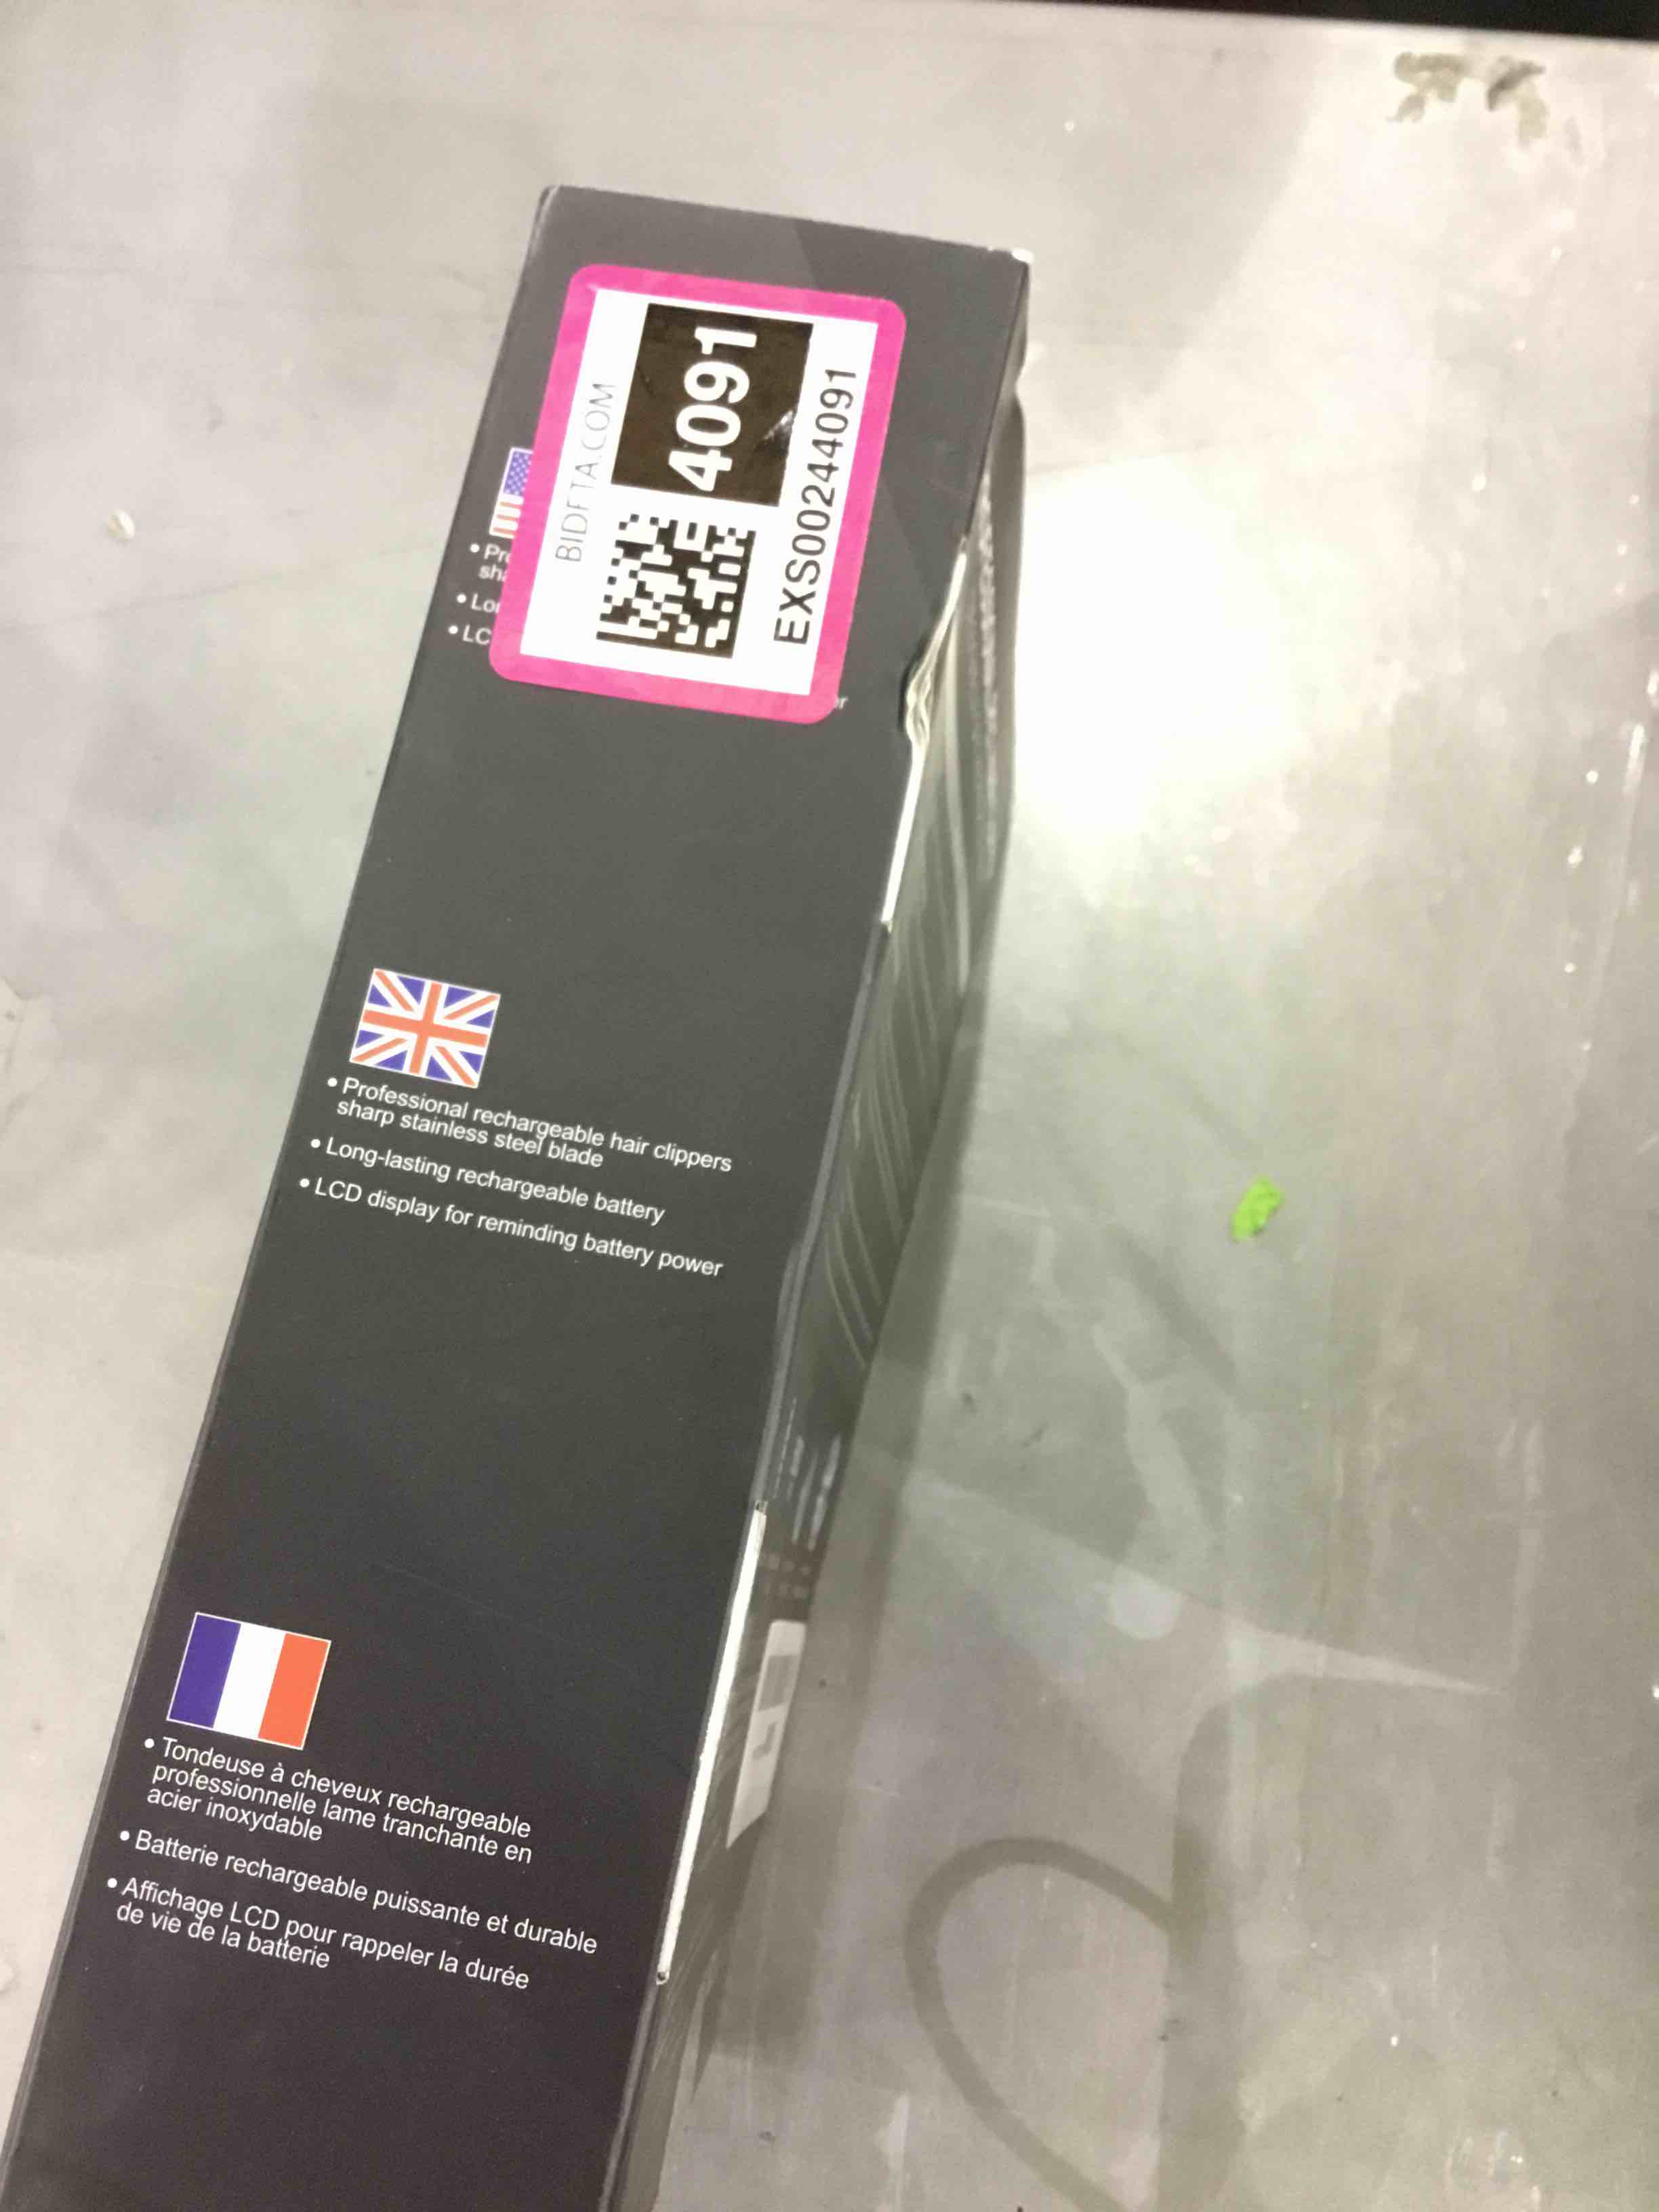 BIDFTA.COM
4091
EXS00244091
• Professional rechargeable hair clippers
sharp stainless steel blade
• Long-lasting rechargeable battery
• LCD display for reminding battery power
• Tondeuse à cheveux rechargeable
professionnelle lame tranchante en
acier inoxydable
• Batterie rechargeable puissante et durable
• Affichage LCD pour rappeler la durée
de vie de la batterie